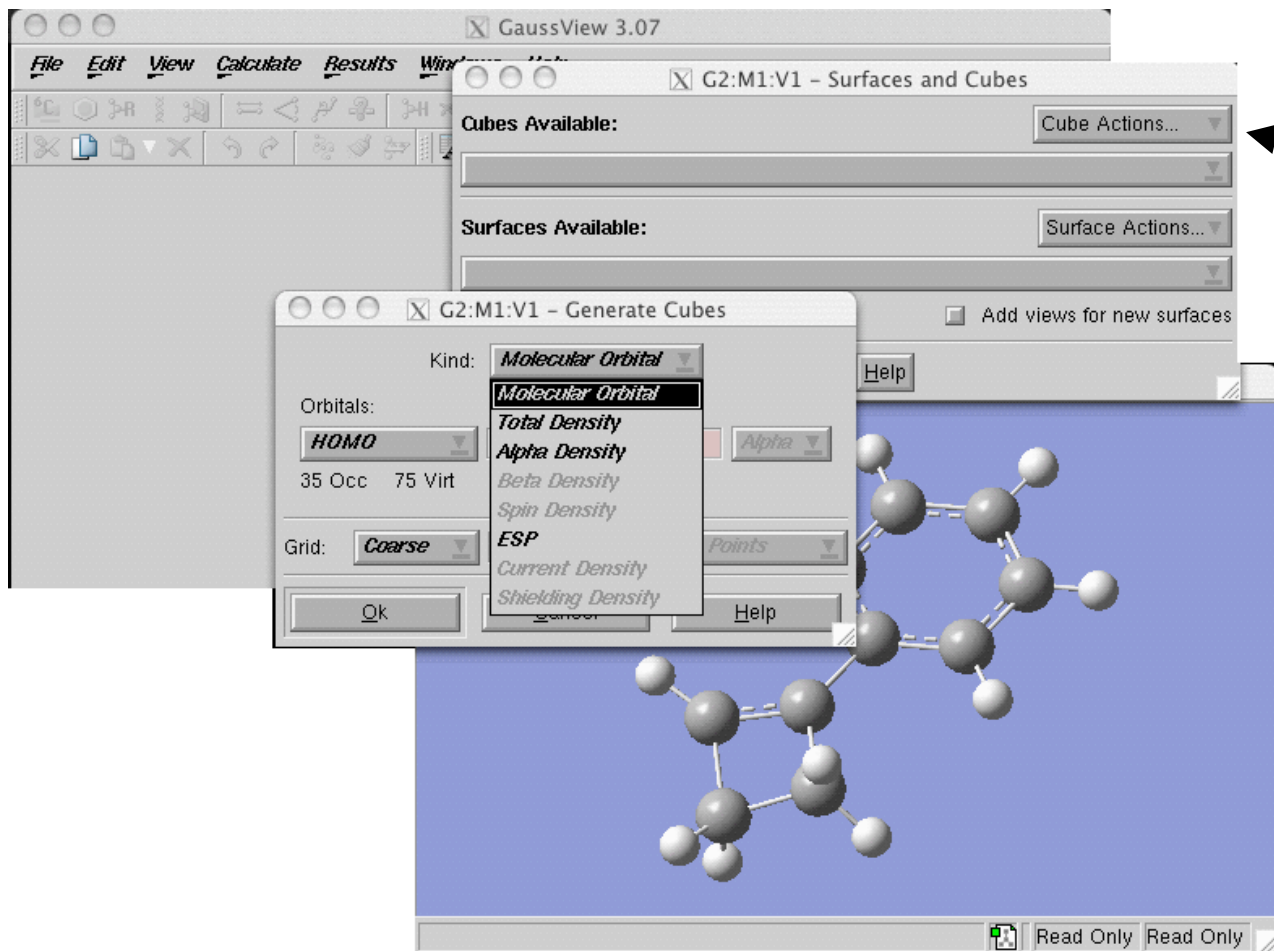 GaussView 3.07
File Edit View Calculate Results
G2:M1:V1 – Surfaces and Cubes
Cubes Available:
Cube Actions...
Surfaces Available:
Surface Actions...
Add views for new surfaces
Help
G2:M1:V1 – Generate Cubes
Kind:
Molecular Orbital
Molecular Orbital
Total Density
Alpha Density
Beta Density
Spin Density
ESP
Current Density
Shielding Density
Orbitals:
HOMO
Alpha
35 Occ 75 Virt
Grid:
Coarse
Points
Ok
Help
Read Only Read Only